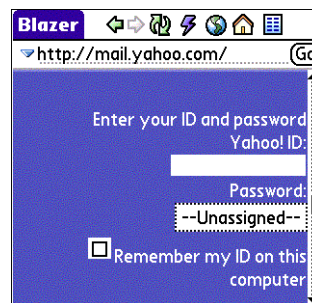 Blazer
http://mail.yahoo.com/
Enter your ID and password
Yahoo! ID:
Password:
--Unassigned--
Remember my ID on this
computer